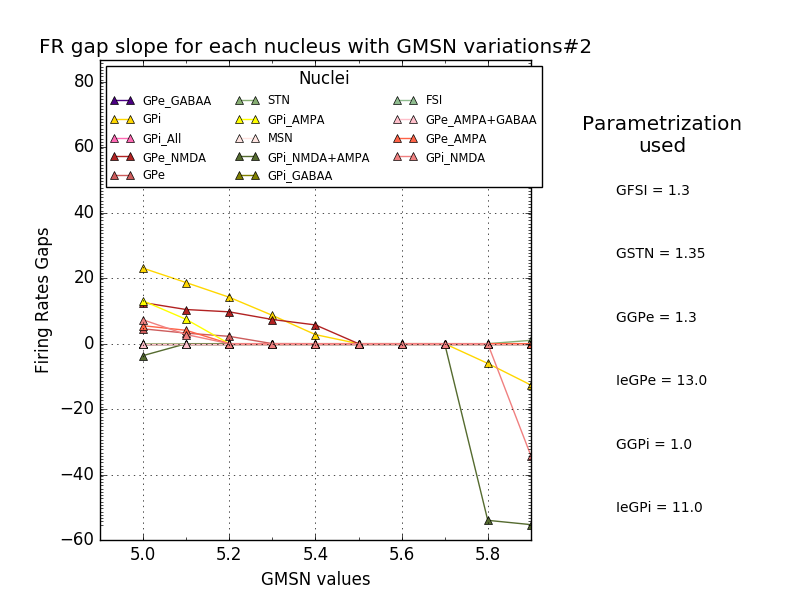 FR gap slope for each nucleus with GMSN variations#2
Nuclei
GPe_GABAA
GPi
GPi_All
GPe_NMDA
GPe
STN
GPi_AMPA
MSN
GPi_NMDA+AMPA
GPi_GABAA
FSI
GPe_AMPA+GABAA
GPe_AMPA
GPi_NMDA
80
60
40
20
0
−20
−40
−60
Firing Rates Gaps
5.0
5.2
5.4
5.6
5.8
GMSN values
Parametrization
used
GFSI = 1.3
GSTN = 1.35
GGPe = 1.3
IeGPe = 13.0
GGPi = 1.0
IeGPi = 11.0